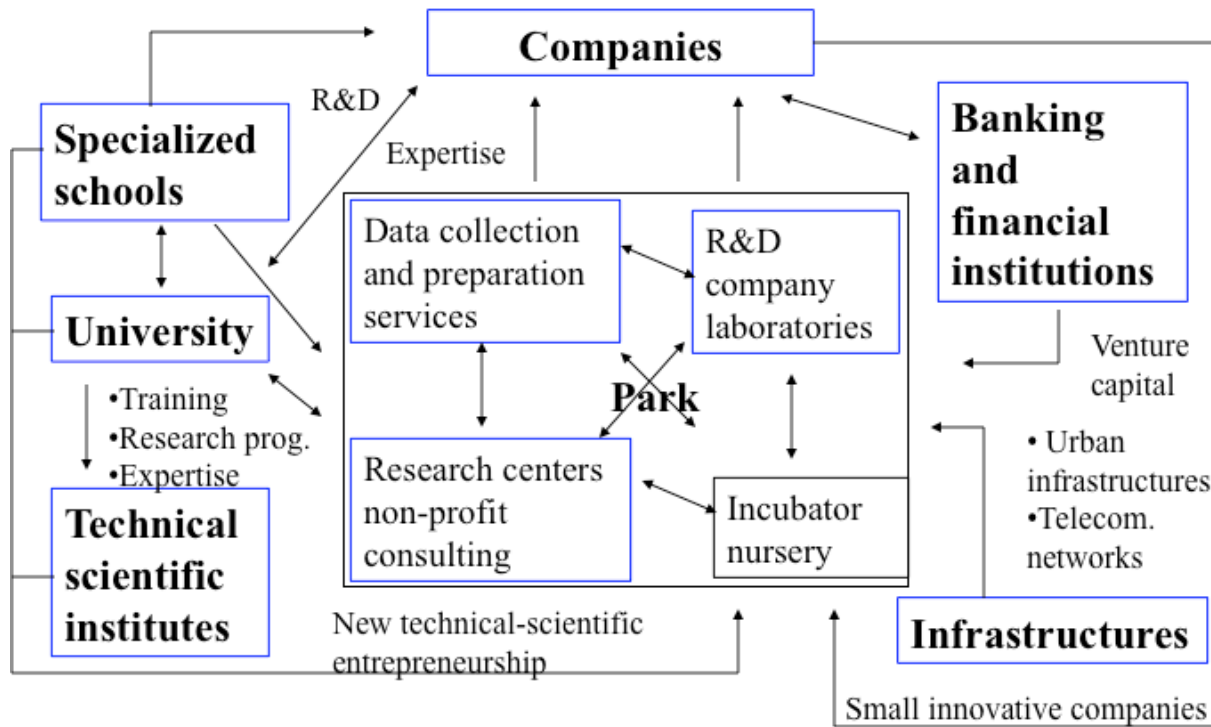 Companies
R&D
Specialized
schools
Expertise
Banking
and
financial
institutions
Data collection
and preparation
services
R&D
company
laboratories
University
Venture
capital
•Training
•Research prog.
•Expertise
Park
• Urban
infrastructures
•Telecom.
networks
Research centers
non-profit
consulting
Incubator
nursery
Technical
scientific
institutes
New technical-scientific
entrepreneurship
Infrastructures
Small innovative companies